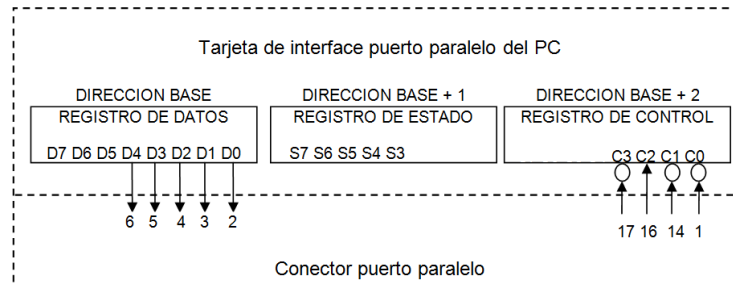 Tarjeta de interface puerto paralelo del PC
DIRECCION BASE
DIRECCION BASE + 1
DIRECCION BASE + 2
REGISTRO DE DATOS
REGISTRO DE ESTADO
REGISTRO DE CONTROL
D7 D6 D5 D4 D3 D2 D1 D0
S7 S6 S5 S4 S3
C3 C2 C1 C0
6 5 4 3 2
17 16 14 1
Conector puerto paralelo